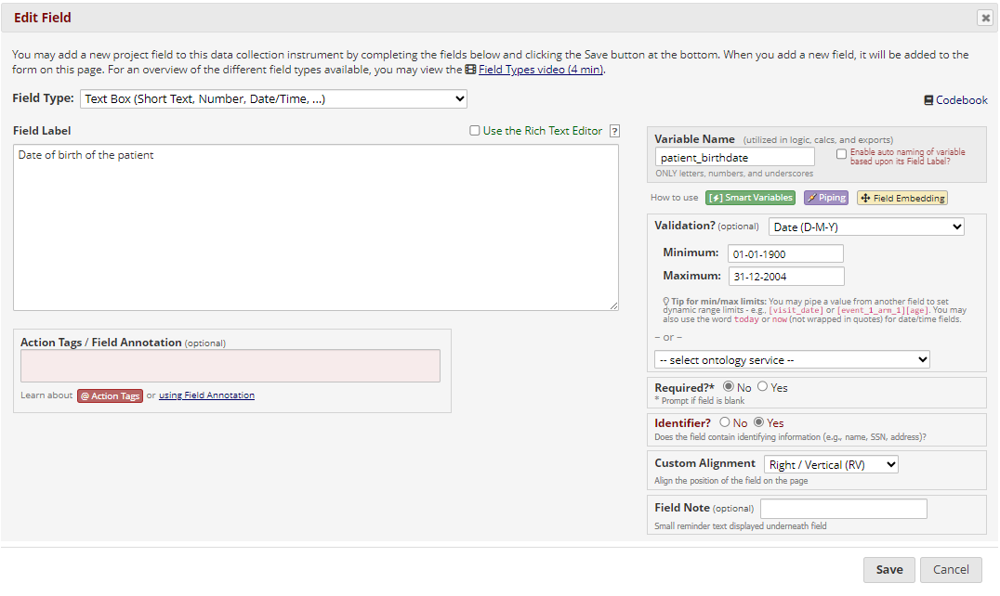 Edit Field
You may add a new project field to this data collection instrument by completing the fields below and clicking the Save button at the bottom. When you add a new field, it will be added to the
form on this page. For an overview of the different field types available, you may view the Field Types video (4 min).
Field Type: Text Box (Short Text, Number, Date/Time, ...)
Codebook
Field Label
Use the Rich Text Editor ?
Date of birth of the patient
Action Tags / Field Annotation (optional)
Learn about @ Action Tags or using Field Annotation
Variable Name (utilized in logic, calcs, and exports)
patient_birthdate
Enable auto naming of variable
based upon its Field Label?
ONLY letters, numbers, and underscores
How to use [⚡] Smart Variables Piping Field Embedding
Validation? (optional) Date (D-M-Y)
Minimum: 01-01-1900
Maximum: 31-12-2004
Tip for min/max limits: You may pipe a value from another field to set
dynamic range limits - e.g., [visit_date] or [event_1_arm_1][age]. You may
also use the word today or now (not wrapped in quotes) for date/time fields.
– or –
-- select ontology service --
Required?* No Yes
* Prompt if field is blank
Identifier? No Yes
Does the field contain identifying information (e.g., name, SSN, address)?
Custom Alignment Right / Vertical (RV)
Align the position of the field on the page
Field Note (optional)
Small reminder text displayed underneath field
Save Cancel